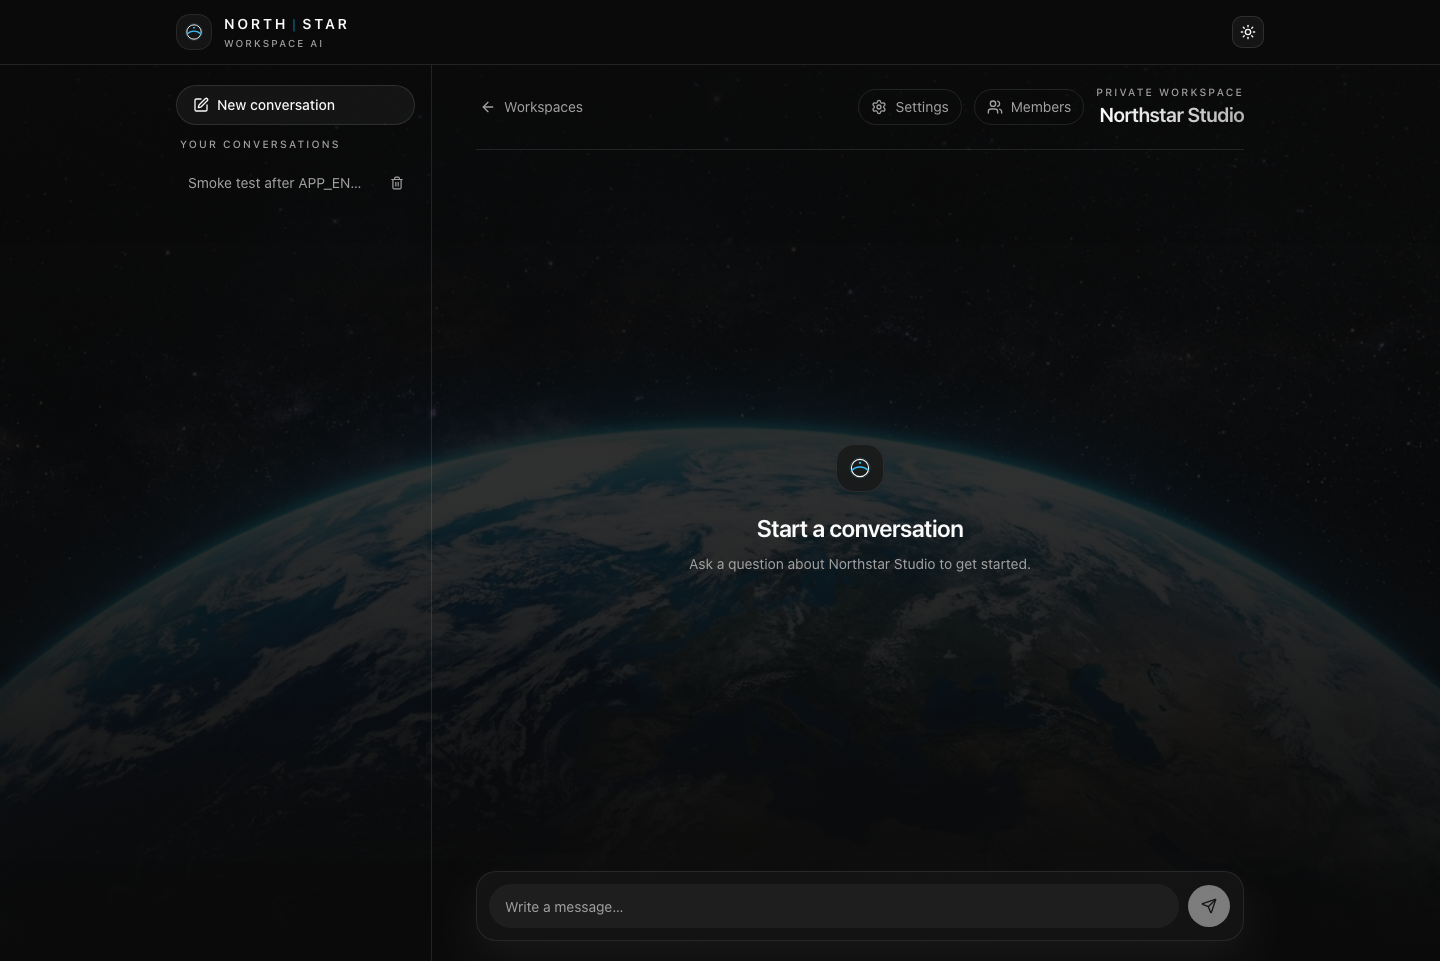 NORTH | STAR
WORKSPACE AI
New conversation
YOUR CONVERSATIONS
Smoke test after APP_EN...
Workspaces
Settings
Members
PRIVATE WORKSPACE
Northstar Studio
Start a conversation
Ask a question about Northstar Studio to get started.
Write a message...